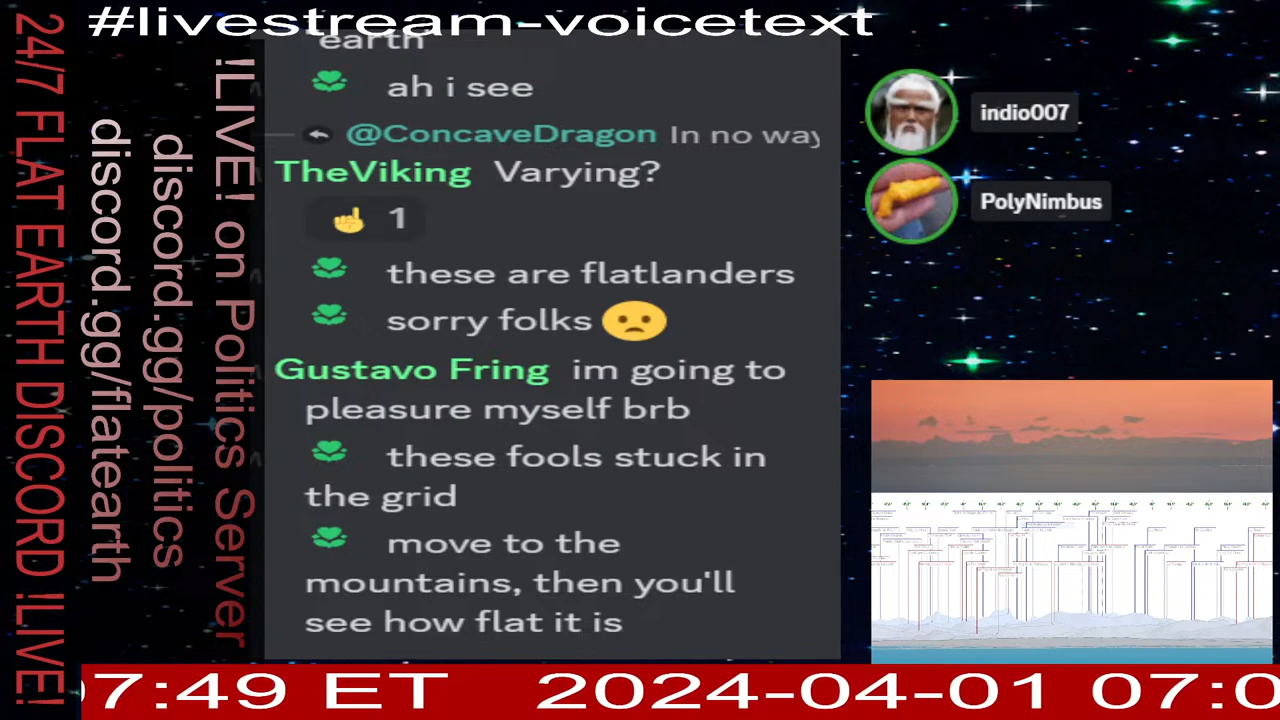 #livestream-voicetext
24/7 FLAT EARTH DISCORD !LIVE!
discord.gg/flatearth
discord.gg/politics
!LIVE! on Politics Server
earth
ah i see
@ConcaveDragon In no way
TheViking Varying?
1
these are flatlanders
sorry folks
Gustavo Fring im going to
pleasure myself brb
these fools stuck in
the grid
move to the
mountains, then you'll
see how flat it is
indio007
PolyNimbus
07:49 ET 2024-04-01 07:0